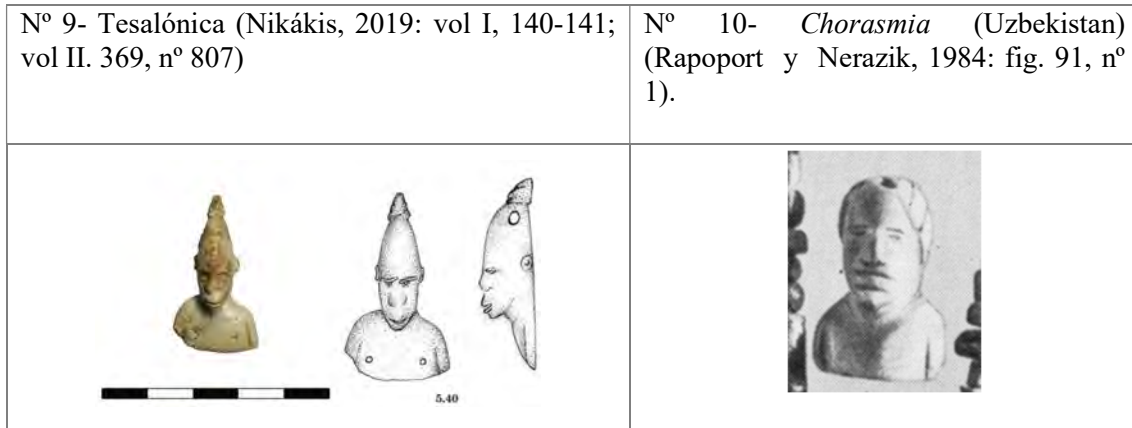 Nº 9- Tesalónica (Nikákis, 2019: vol I, 140-141;
vol II. 369, nº 807)
Nº 10- Chorasmia (Uzbekistan)
(Rapoport y Nerazik, 1984: fig. 91, nº
1).
5.40